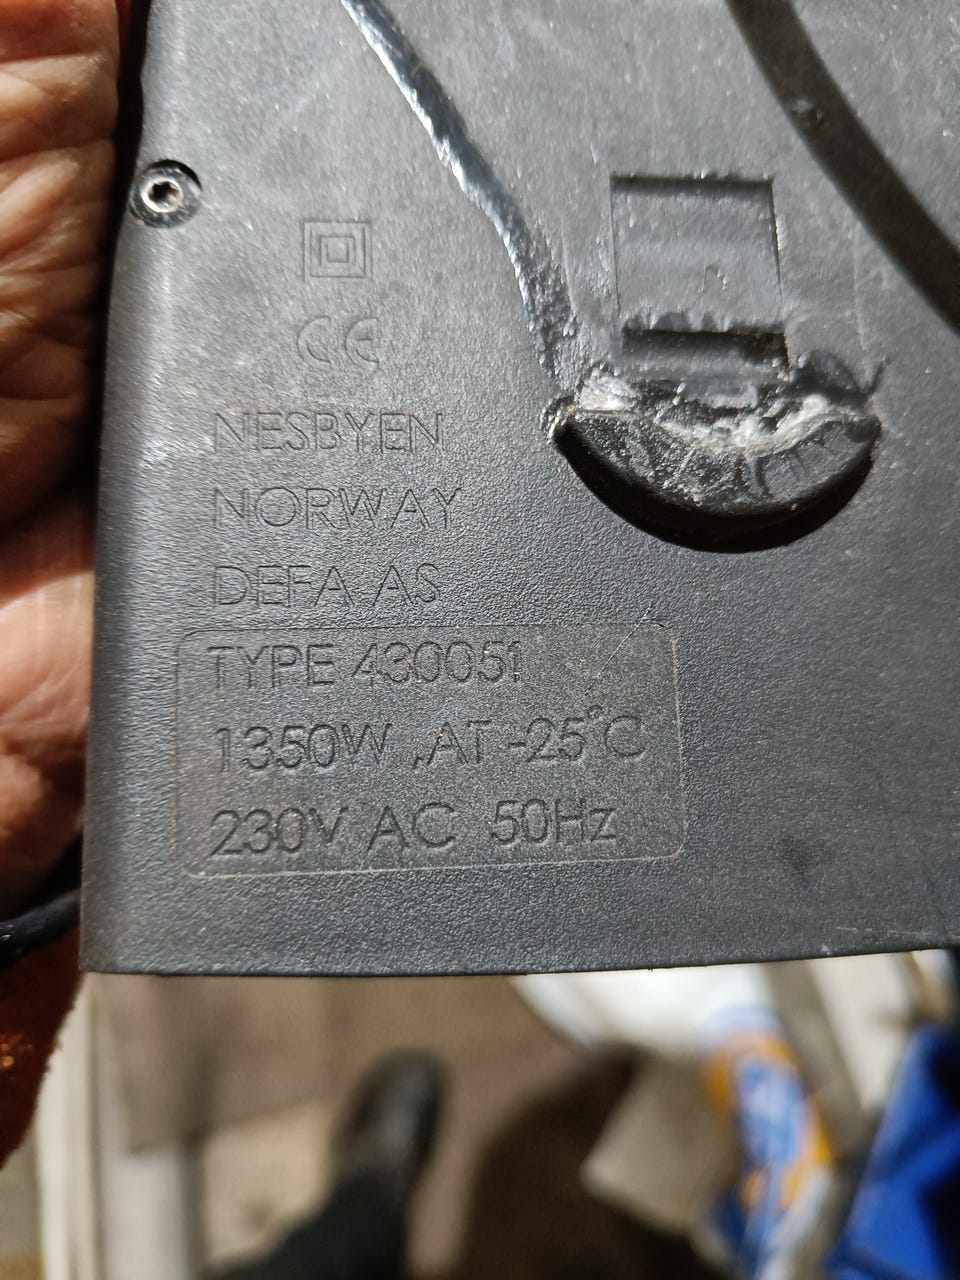 CE
NESBYEN
NORWAY
DEFA AS
TYPE 430051
1350W, AT -25°C
230V AC 50Hz